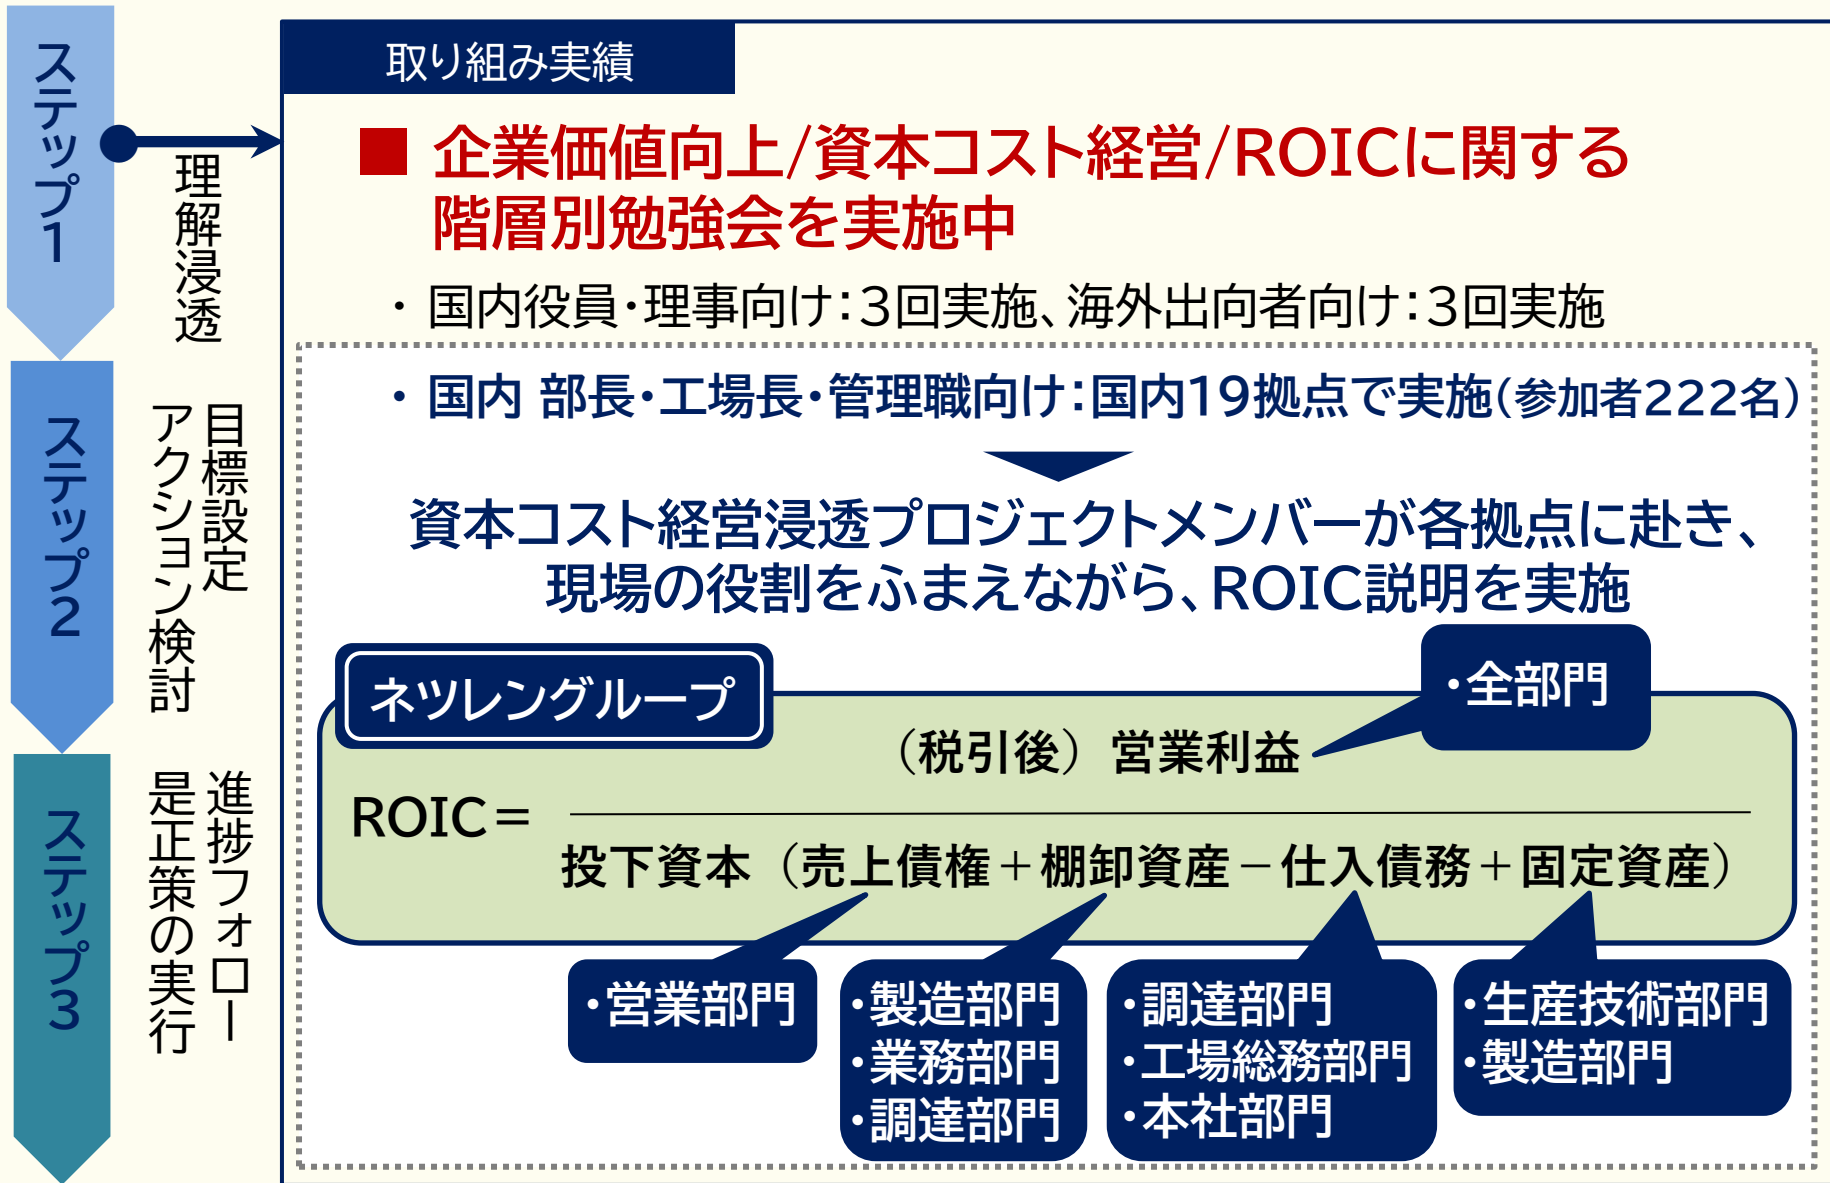 ステップ1
理解浸透
ステップ2
目標設定
アクション検討
ステップ3
進捗フォロー
是正策の実行
取り組み実績
■ 企業価値向上/資本コスト経営/ROICに関する
階層別勉強会を実施中
・国内役員・理事向け：3回実施、海外出向者向け：3回実施
・国内 部長・工場長・管理職向け：国内19拠点で実施(参加者222名)
資本コスト経営浸透プロジェクトメンバーが各拠点に赴き、
現場の役割をふまえながら、ROIC説明を実施
ネツレングループ
・全部門
（税引後）営業利益
ROIC＝
投下資本（売上債権＋棚卸資産－仕入債務＋固定資産）
・営業部門
・製造部門
・業務部門
・調達部門
・調達部門
・工場総務部門
・本社部門
・生産技術部門
・製造部門